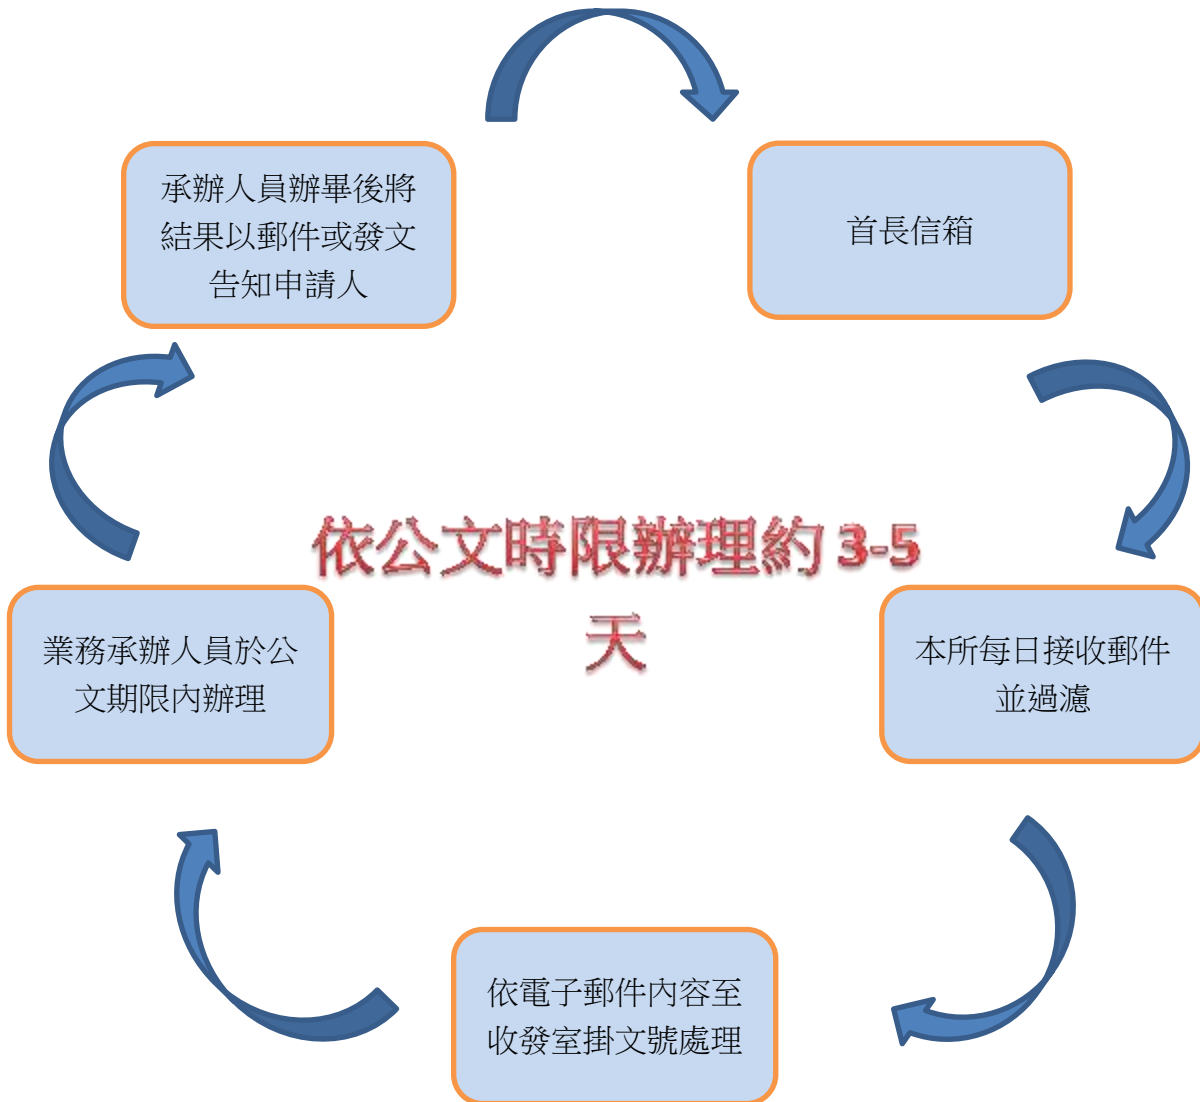 承辦人員辦畢後將
結果以郵件或發文
告知申請人
首長信箱
依公文時限辦理約 3-5
天
業務承辦人員於公
文期限內辦理
本所每日接收郵件
並過濾
依電子郵件內容至
收發室掛文號處理